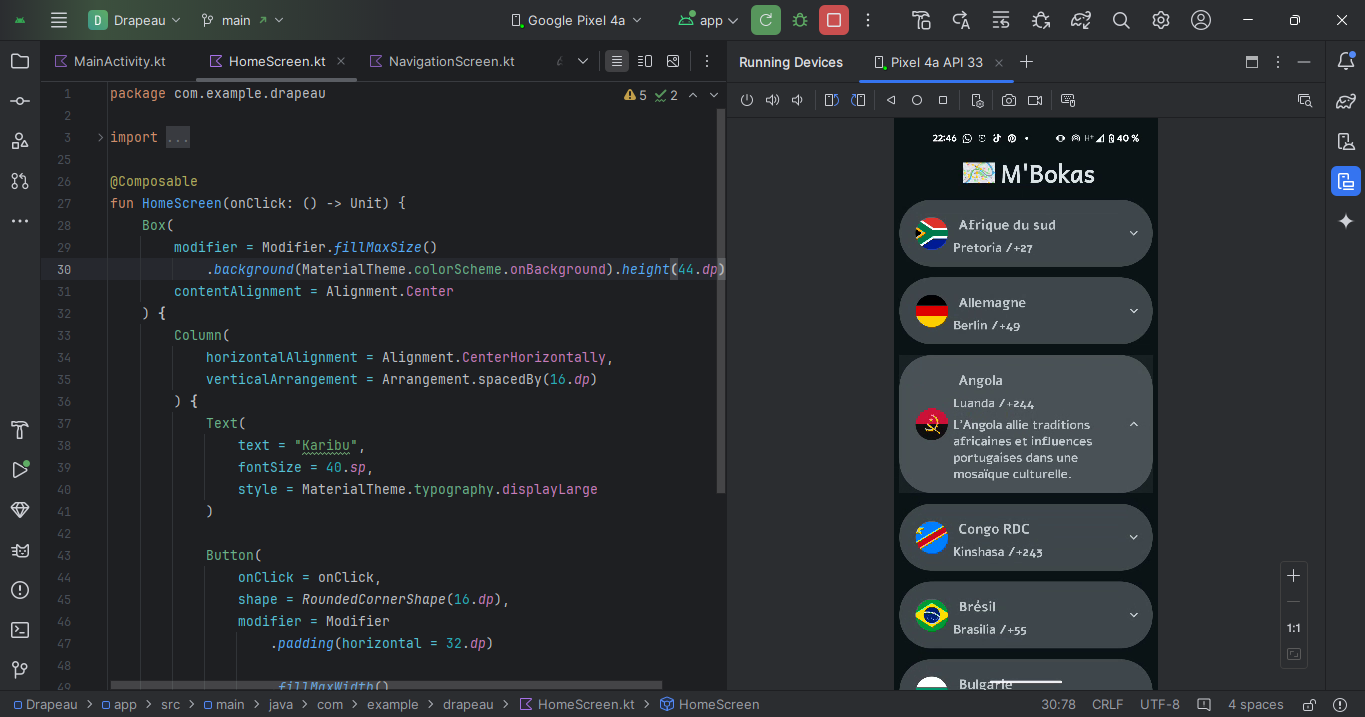 D Drapeau main Google Pixel 4a app
MainActivity.kt HomeScreen.kt NavigationScreen.kt
5 2
1 package com.example.drapeau
2
3 import ...
25
26 @Composable
27 fun HomeScreen(onClick: () -> Unit) {
28 Box(
29 modifier = Modifier.fillMaxSize()
30 .background(MaterialTheme.colorScheme.onBackground).height(44.dp)
31 contentAlignment = Alignment.Center
32 ) {
33 Column(
34 horizontalAlignment = Alignment.CenterHorizontally,
35 verticalArrangement = Arrangement.spacedBy(16.dp)
36 ) {
37 Text(
38 text = "Karibu",
39 fontSize = 40.sp,
40 style = MaterialTheme.typography.displayLarge
41 )
42
43 Button(
44 onClick = onClick,
45 shape = RoundedCornerShape(16.dp),
46 modifier = Modifier
47 .padding(horizontal = 32.dp)
48
49 .fillMaxWidth()
Running Devices Pixel 4a API 33
22:46 H+ 40 %
M'Bokas
Afrique du sud
Pretoria /+27
Allemagne
Berlin /+49
Angola
Luanda /+244
L'Angola allie traditions
africaines et influences
portugaises dans une
mosaïque culturelle.
Congo RDC
Kinshasa /+243
Brésil
Brasilia /+55
Bulgarie
1:1
Drapeau app src main java com example drapeau HomeScreen.kt HomeScreen
30:78 CRLF UTF-8 4 spaces